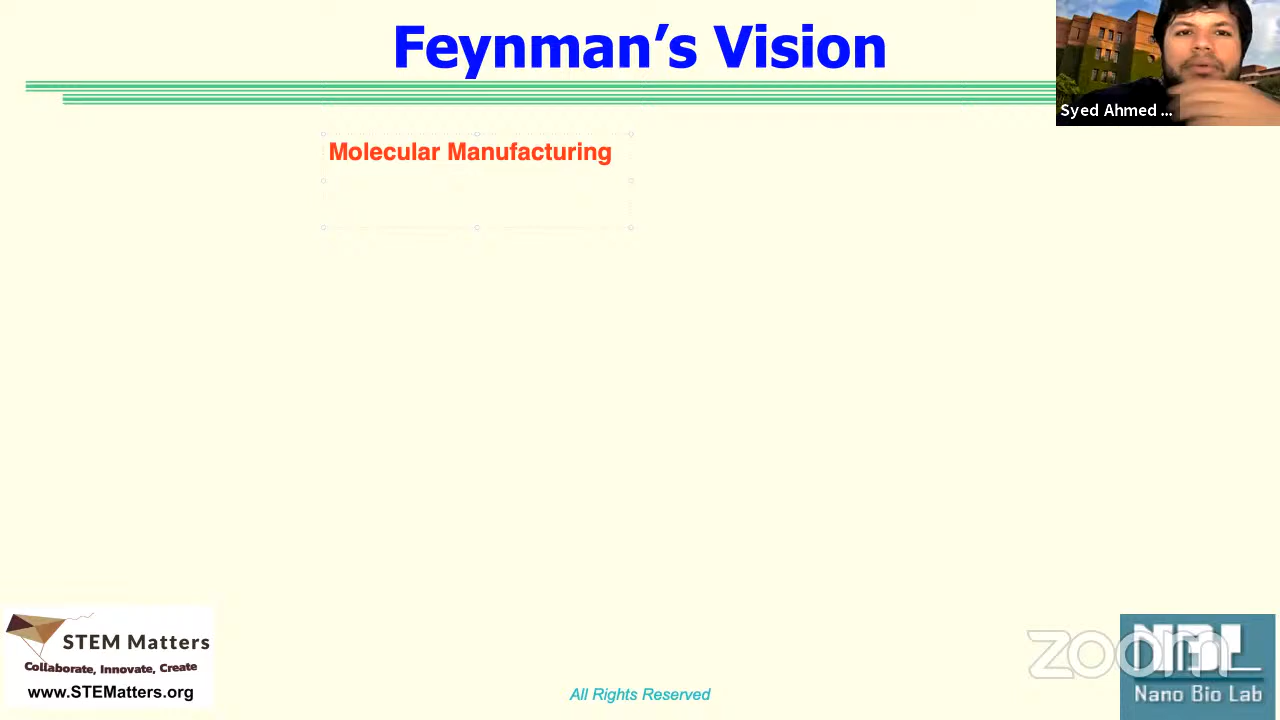 Feynman’s Vision
Syed Ahmed ...
Molecular Manufacturing
STEM Matters
Collaborate, Innovate, Create
www.STEMatters.org
All Rights Reserved
zoom
NBL
Nano Bio Lab